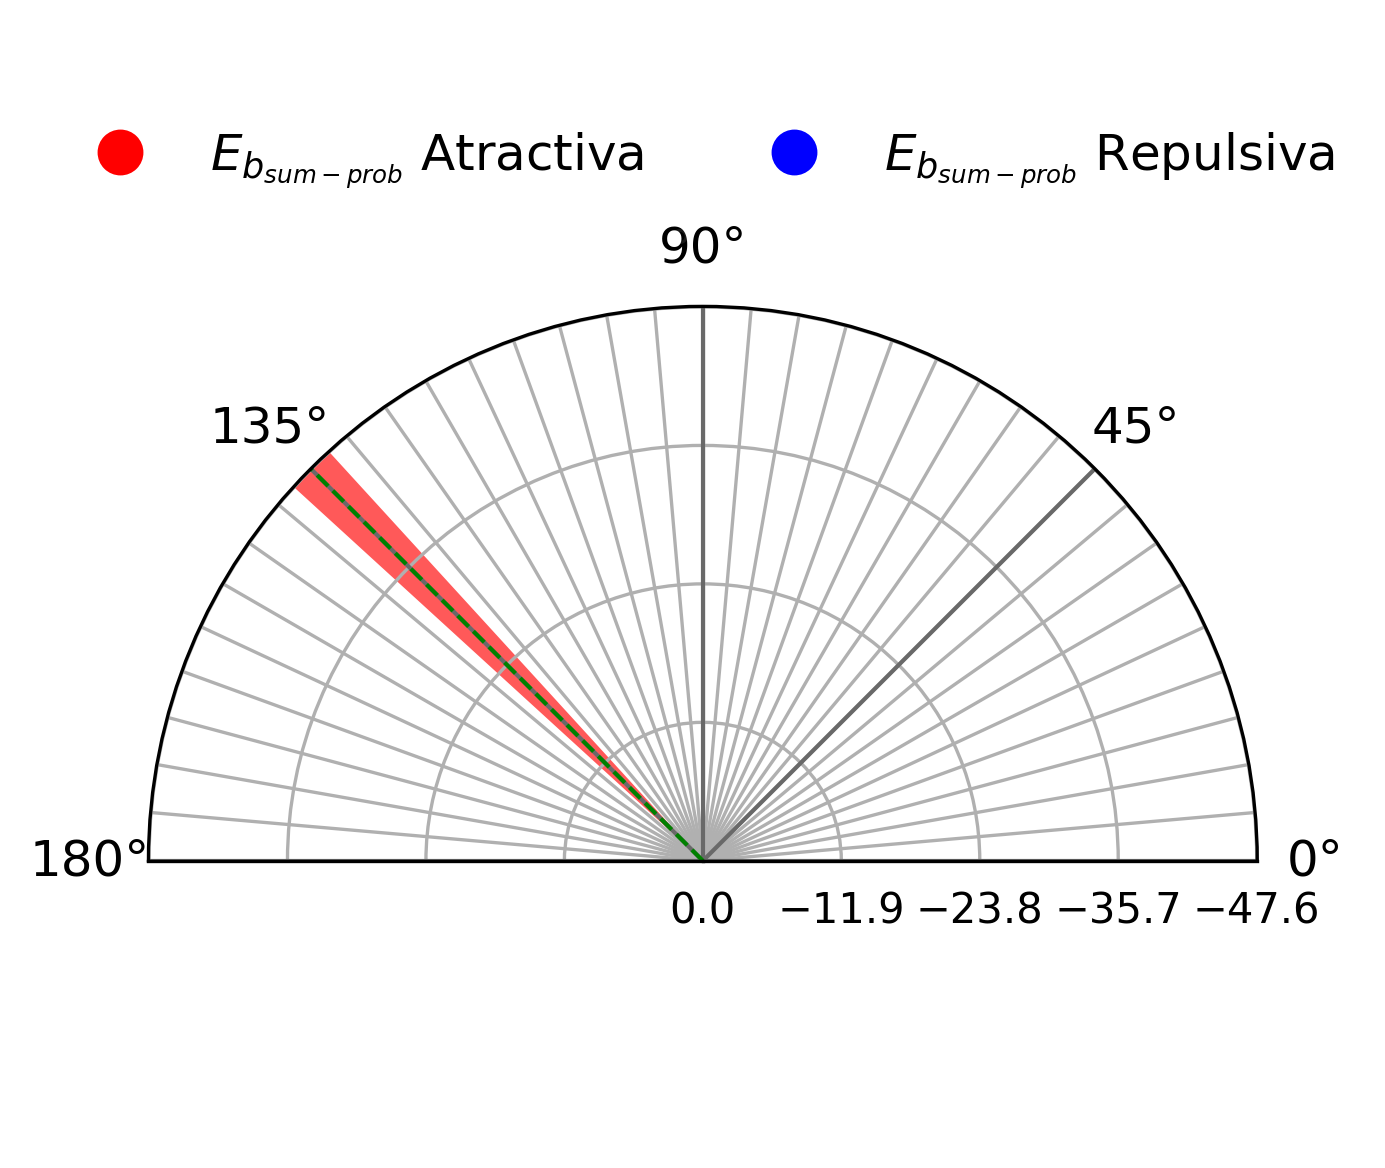 E_{b_{sum-prob}} Atractiva E_{b_{sum-prob}} Repulsiva
90°
135° 45°
180° 0°
0.0 −11.9 −23.8 −35.7 −47.6